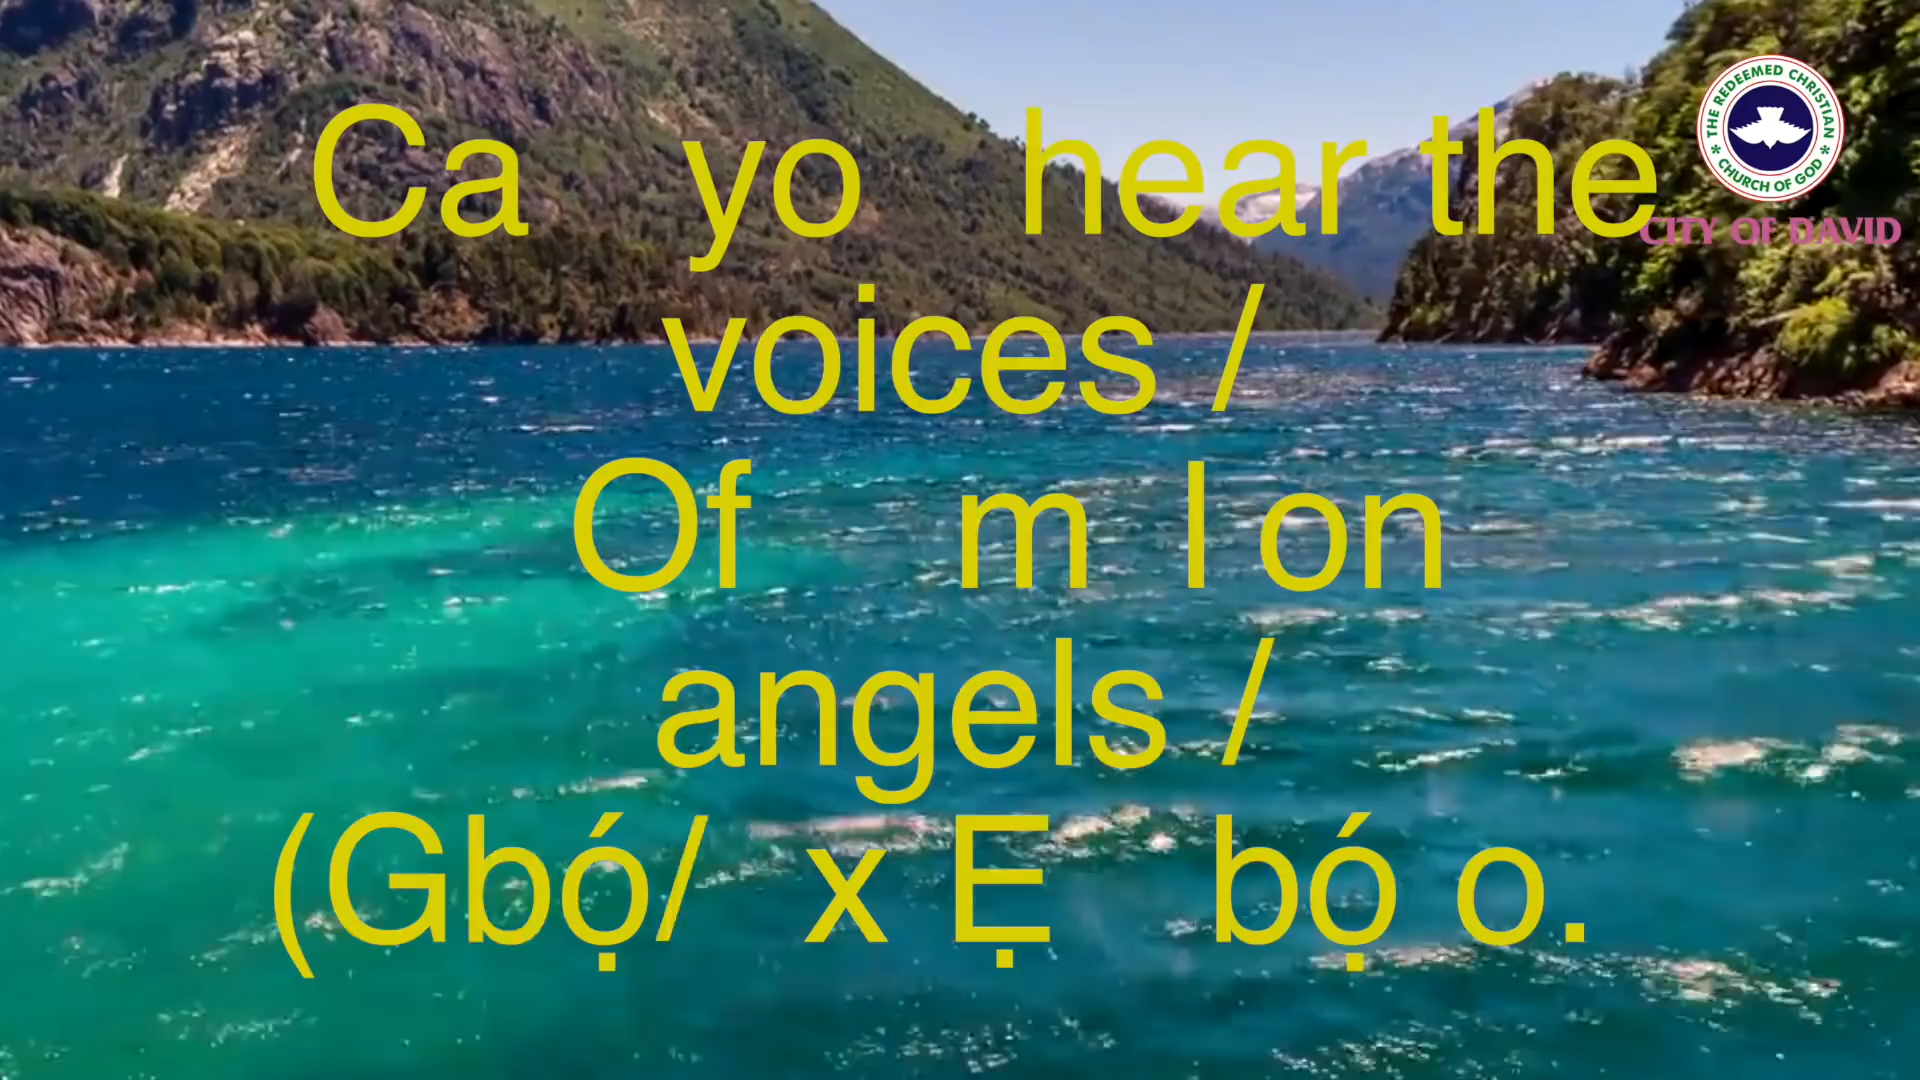 Ca yo hear the
voices /
Of m l on
angels /
(Gbọ́/ x Ẹ bọ́ o.
THE REDEEMED CHRISTIAN
* CHURCH OF GOD *
CITY OF DAVID